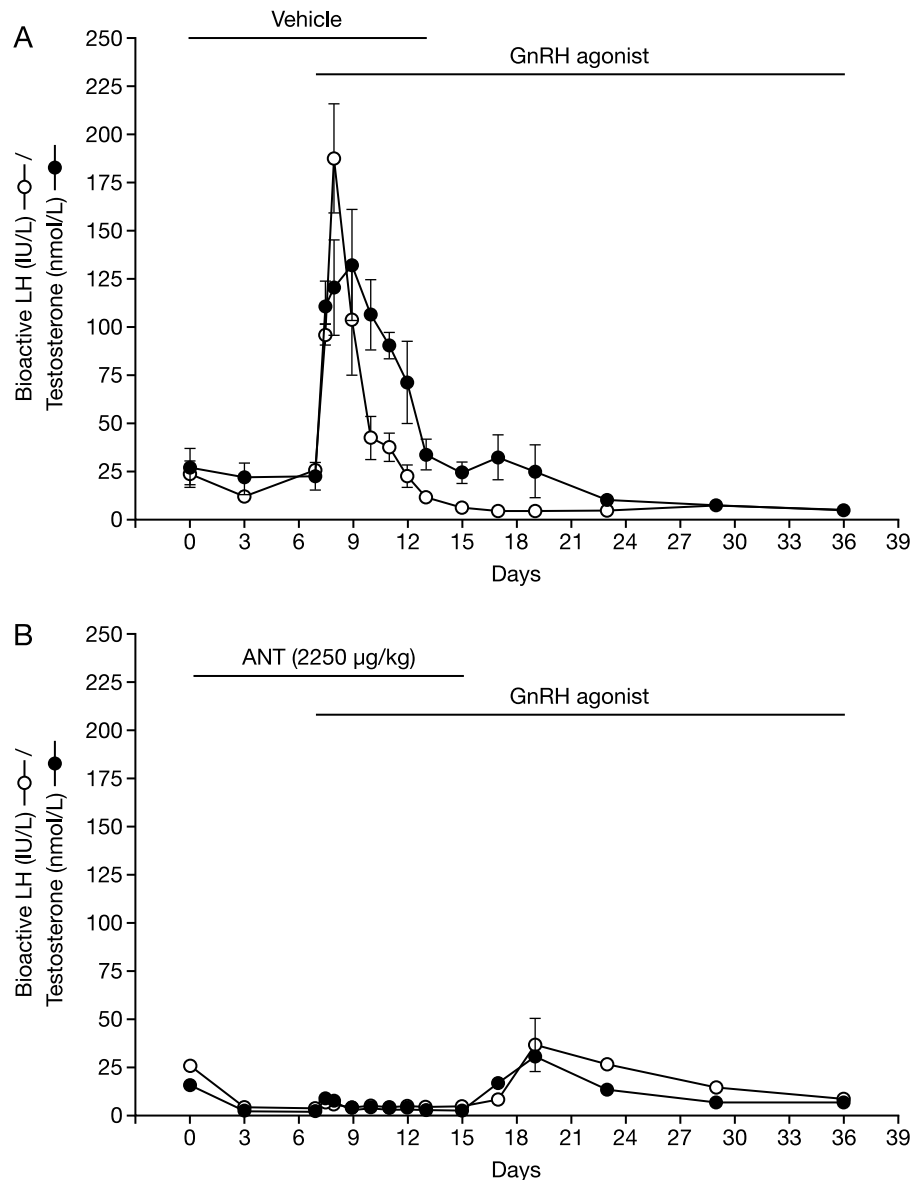 A
Vehicle
GnRH agonist
Bioactive LH (IU/L) /
Testosterone (nmol/L)
250
225
200
175
150
125
100
75
50
25
0
0 3 6 9 12 15 18 21 24 27 30 33 36 39
Days
B
ANT (2250 µg/kg)
GnRH agonist
Bioactive LH (IU/L) /
Testosterone (nmol/L)
250
225
200
175
150
125
100
75
50
25
0
0 3 6 9 12 15 18 21 24 27 30 33 36 39
Days